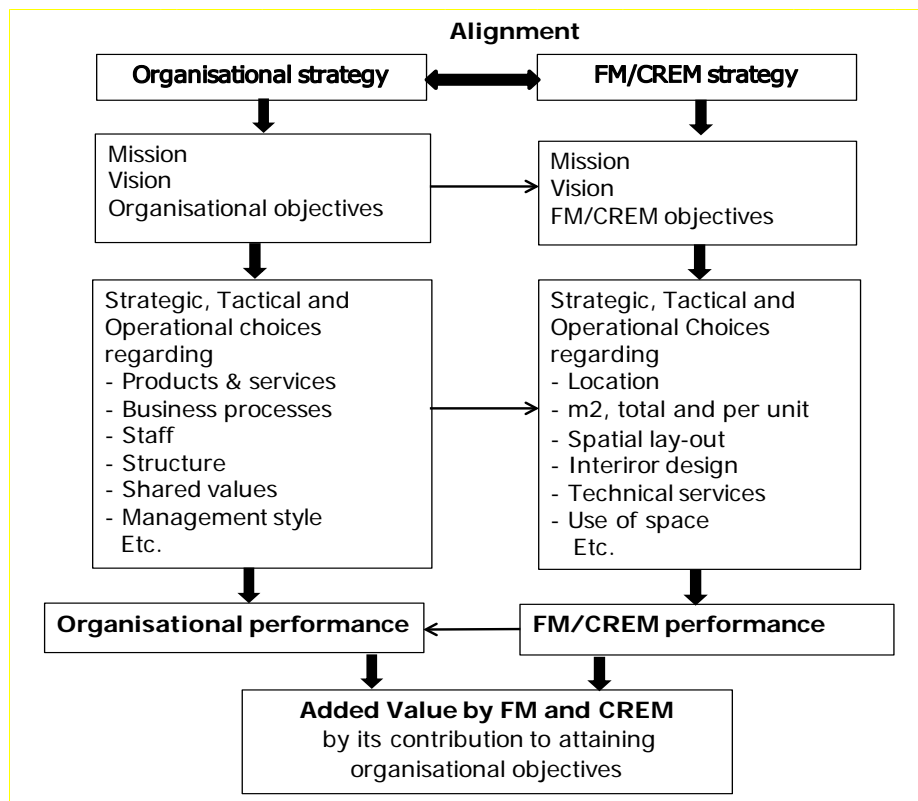 Alignment
Organisational strategy
FM/CREM strategy
Mission
Vision
Organisational objectives
Mission
Vision
FM/CREM objectives
Strategic, Tactical and
Operational choices
regarding
- Products & services
- Business processes
- Staff
- Structure
- Shared values
- Management style
Etc.
Strategic, Tactical and
Operational Choices
regarding
- Location
- m2, total and per unit
- Spatial lay-out
- Interiror design
- Technical services
- Use of space
Etc.
Organisational performance
FM/CREM performance
Added Value by FM and CREM
by its contribution to attaining
organisational objectives